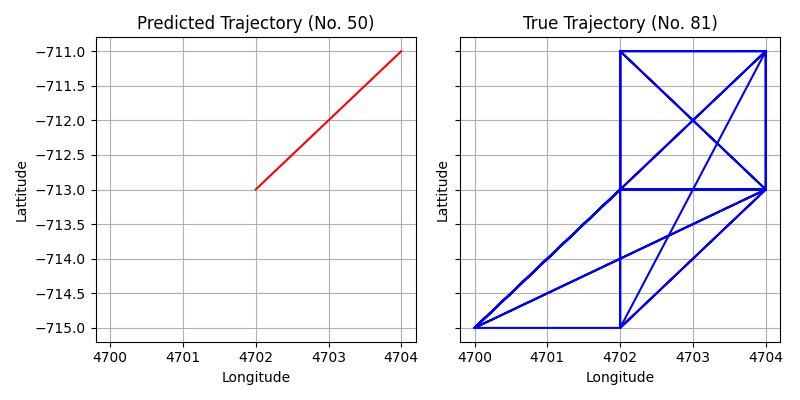 Predicted Trajectory (No. 50)
True Trajectory (No. 81)
−711.0
−711.5
−712.0
−712.5
−713.0
−713.5
−714.0
−714.5
−715.0
Lattitude
Lattitude
4700 4701 4702 4703 4704
4700 4701 4702 4703 4704
Longitude
Longitude